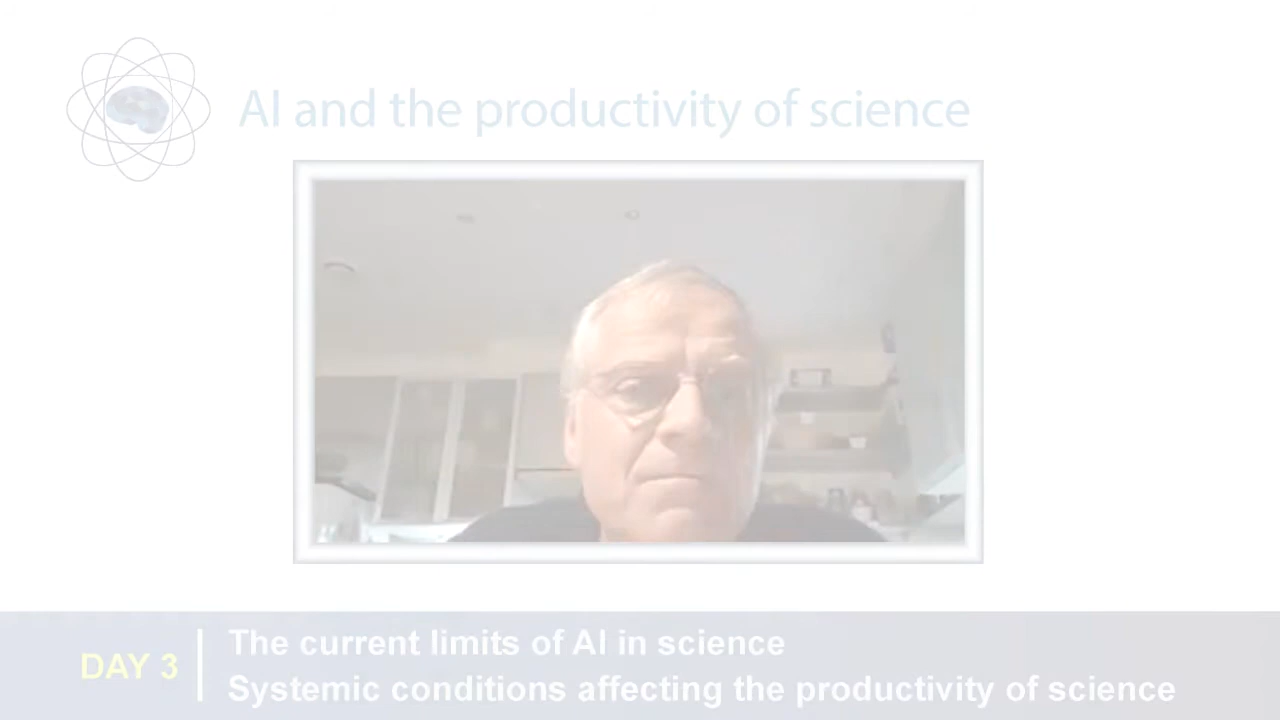 AI and the productivity of science
The current limits of AI in science
DAY 3
Systemic conditions affecting the productivity of science